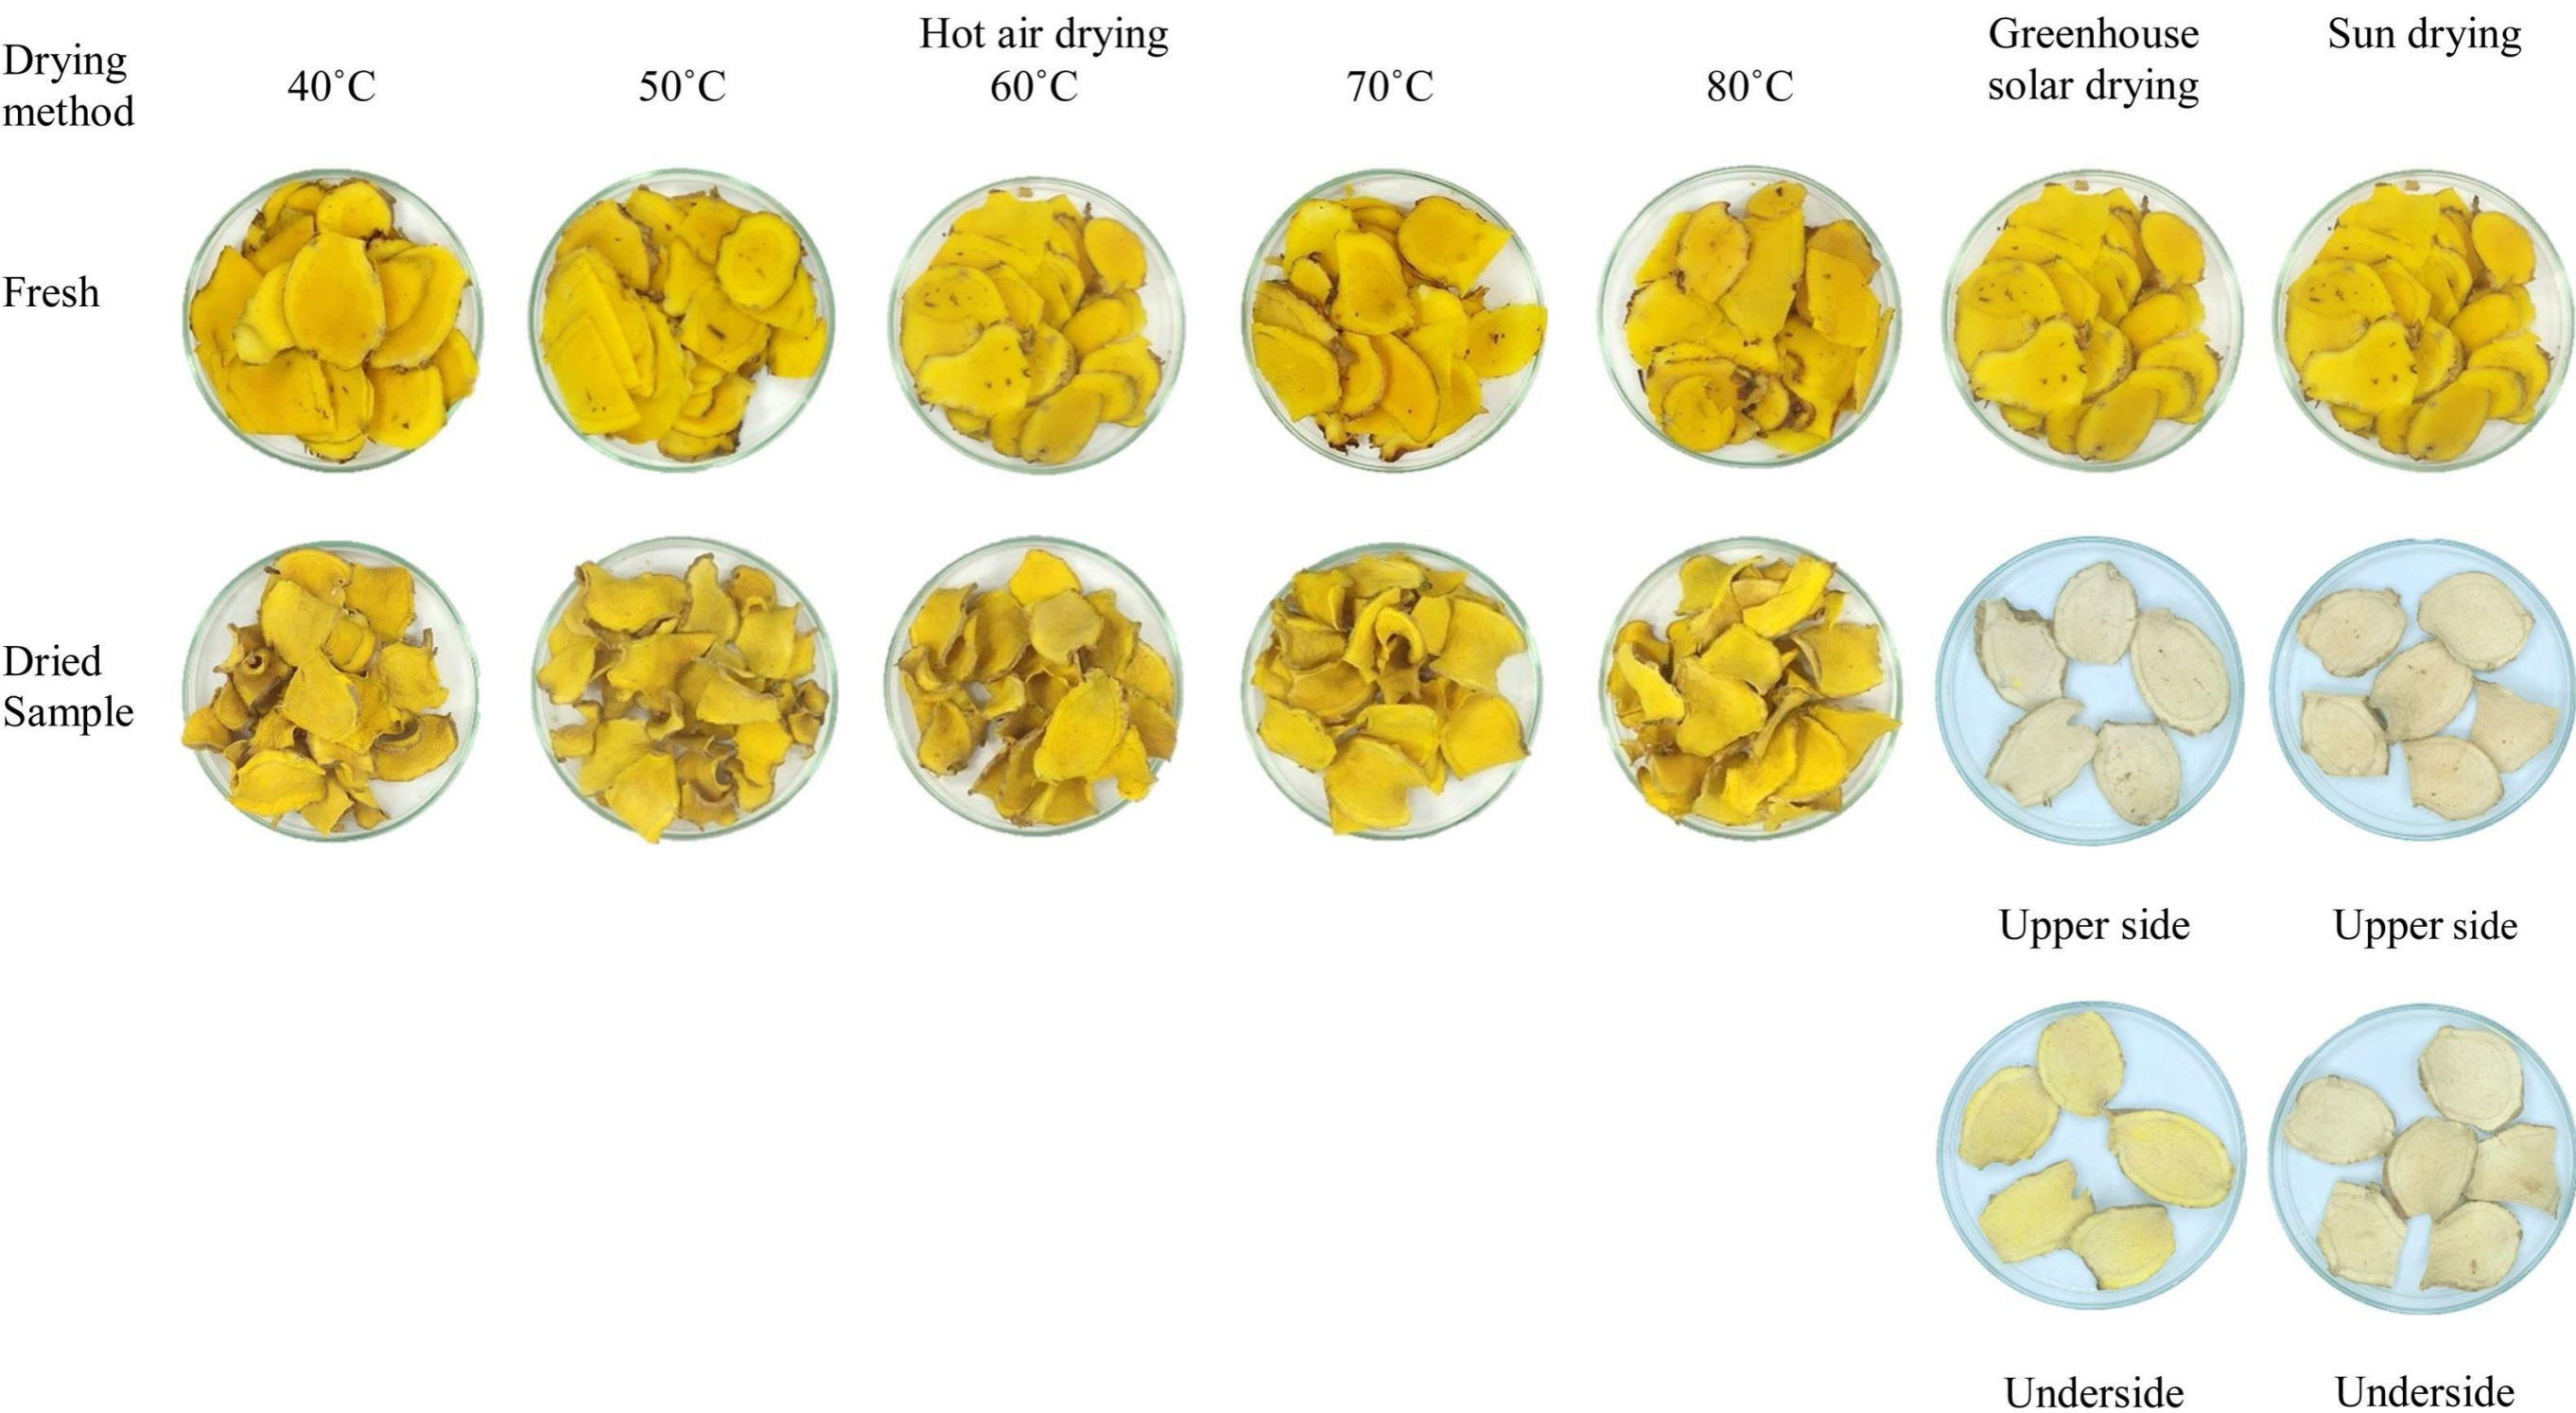 Drying
method
Hot air drying
40°C
50°C
60°C
70°C
80°C
Greenhouse
solar drying
Sun drying
Fresh
Dried
Sample
Upper side
Upper side
Underside
Underside